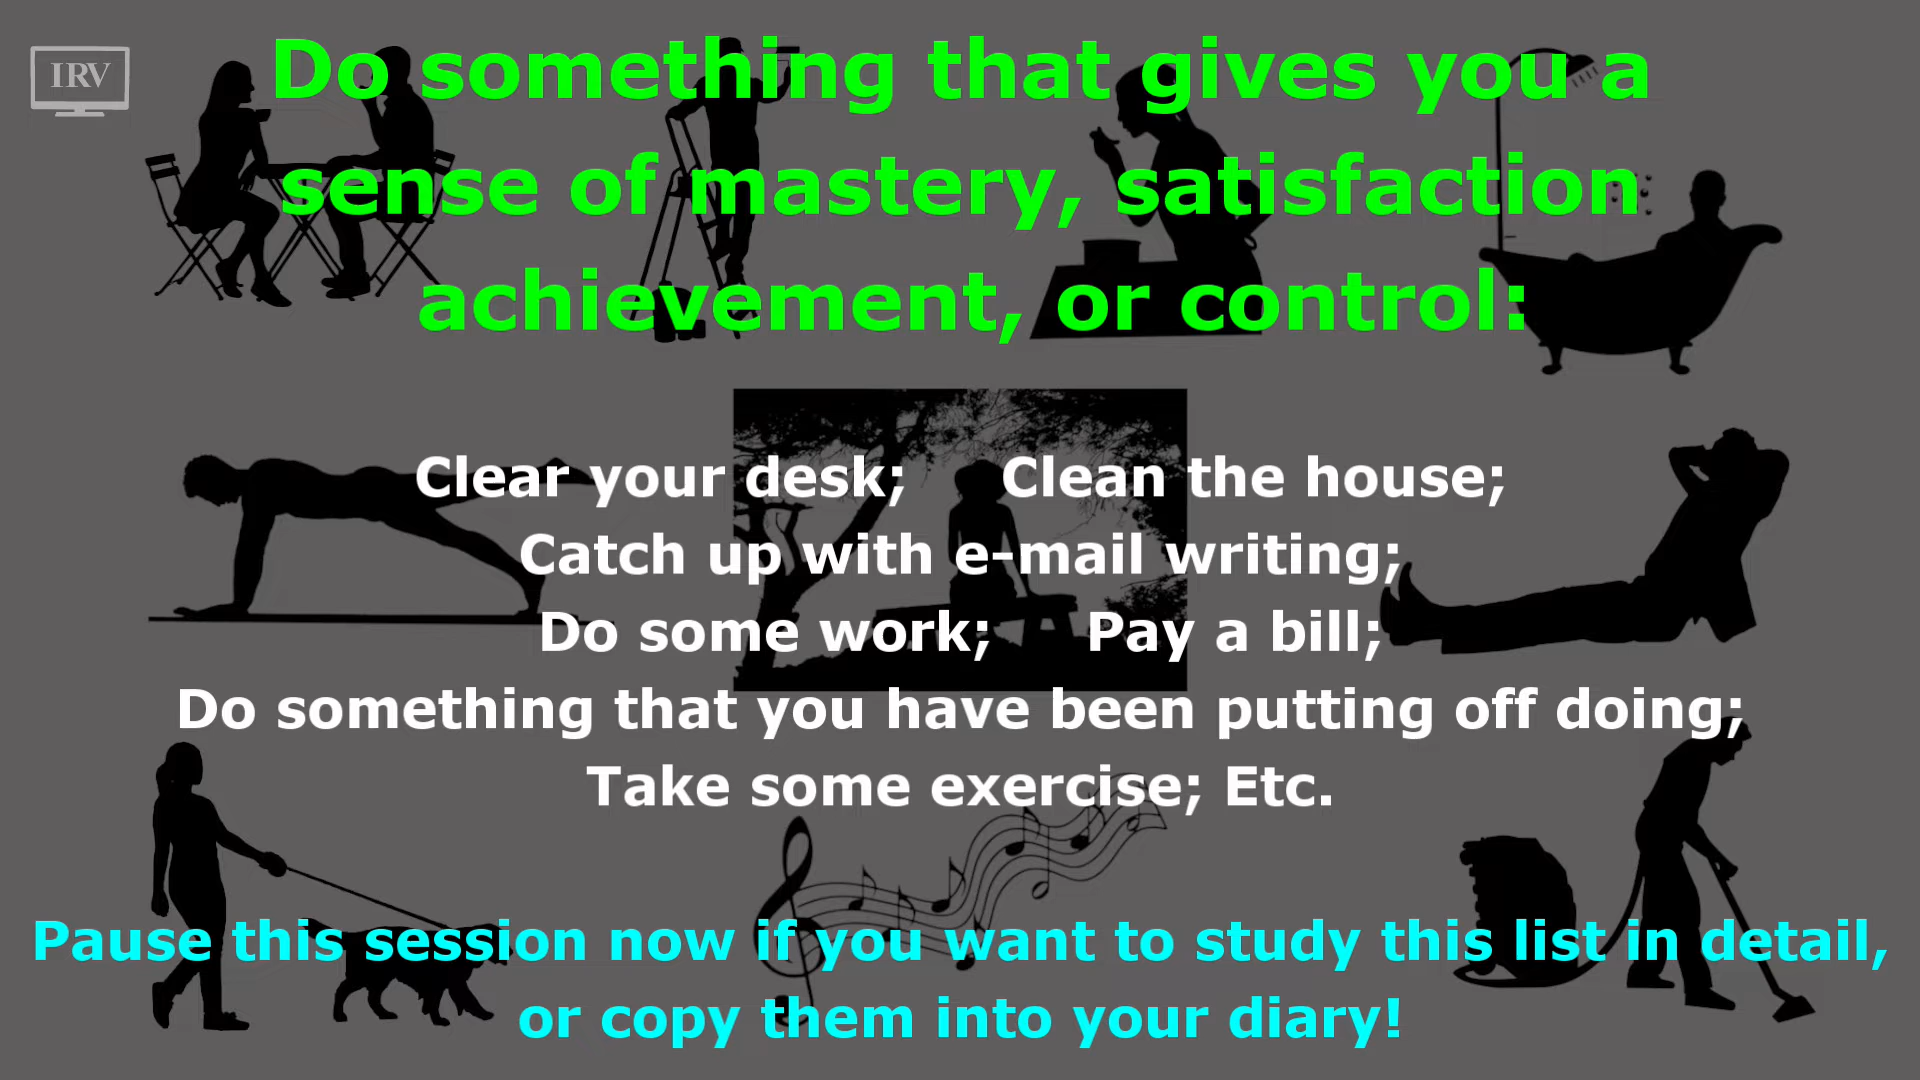 IRV
Do something that gives you a
sense of mastery, satisfaction
achievement, or control:
Clear your desk; Clean the house;
Catch up with e-mail writing;
Do some work; Pay a bill;
Do something that you have been putting off doing;
Take some exercise; Etc.
Pause this session now if you want to study this list in detail,
or copy them into your diary!